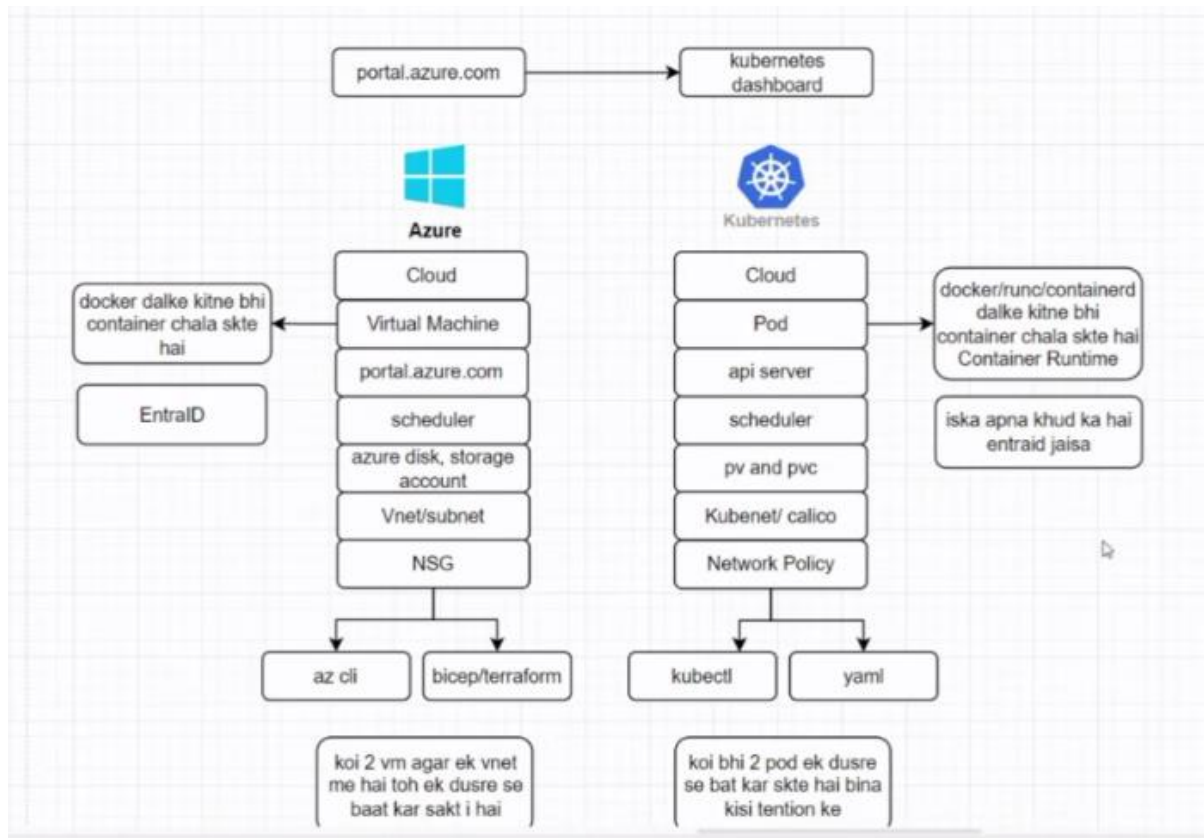 portal.azure.com
kubernetes
dashboard
Azure
Kubernetes
Cloud
Virtual Machine
portal.azure.com
scheduler
azure disk, storage
account
Vnet/subnet
NSG
docker dalke kitne bhi
container chala skte
hai
EntraID
az cli
bicep/terraform
koi 2 vm agar ek vnet
me hai toh ek dusre se
baat kar sakt i hai
Cloud
Pod
api server
scheduler
pv and pvc
Kubenet/ calico
Network Policy
docker/runc/containerd
dalke kitne bhi
container chala skte hai
Container Runtime
iska apna khud ka hai
entraid jaisa
kubectl
yaml
koi bhi 2 pod ek dusre
se bat kar skte hai bina
kisi tention ke